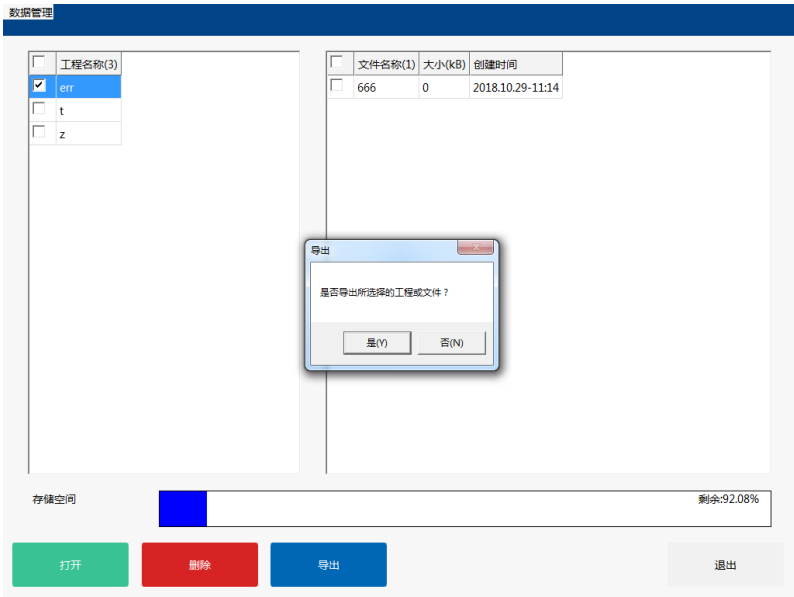 数据管理
工程名称(3)
err
t
z
文件名称(1) 大小(kB) 创建时间
666 0 2018.10.29-11:14
导出
是否导出所选择的工程或文件？
是(Y) 否(N)
存储空间 剩余:92.08%
打开 删除 导出 退出